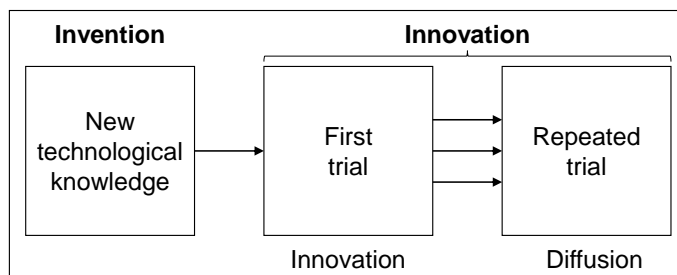 Invention
Innovation
New
technological
knowledge
First
trial
Repeated
trial
Innovation
Diffusion